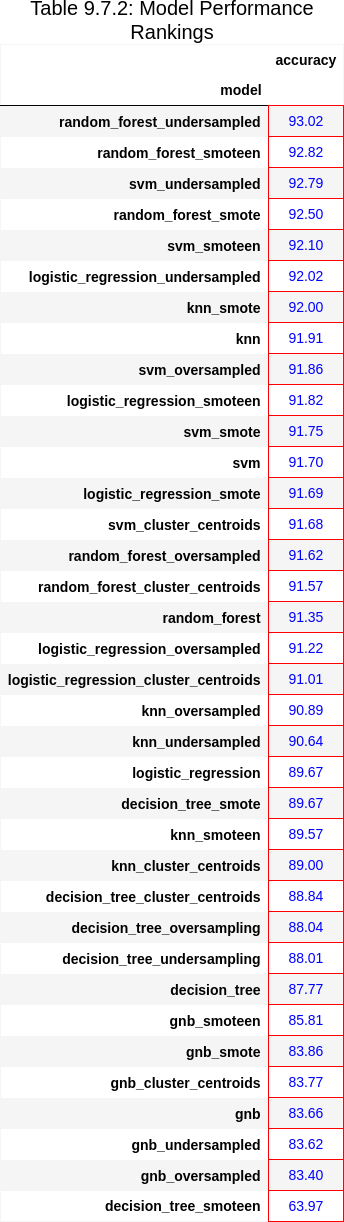 Table 9.7.2: Model Performance
Rankings
accuracy
model
random_forest_undersampled 93.02
random_forest_smoteen 92.82
svm_undersampled 92.79
random_forest_smote 92.50
svm_smoteen 92.10
logistic_regression_undersampled 92.02
knn_smote 92.00
knn 91.91
svm_oversampled 91.86
logistic_regression_smoteen 91.82
svm_smote 91.75
svm 91.70
logistic_regression_smote 91.69
svm_cluster_centroids 91.68
random_forest_oversampled 91.62
random_forest_cluster_centroids 91.57
random_forest 91.35
logistic_regression_oversampled 91.22
logistic_regression_cluster_centroids 91.01
knn_oversampled 90.89
knn_undersampled 90.64
logistic_regression 89.67
decision_tree_smote 89.67
knn_smoteen 89.57
knn_cluster_centroids 89.00
decision_tree_cluster_centroids 88.84
decision_tree_oversampling 88.04
decision_tree_undersampling 88.01
decision_tree 87.77
gnb_smoteen 85.81
gnb_smote 83.86
gnb_cluster_centroids 83.77
gnb 83.66
gnb_undersampled 83.62
gnb_oversampled 83.40
decision_tree_smoteen 63.97